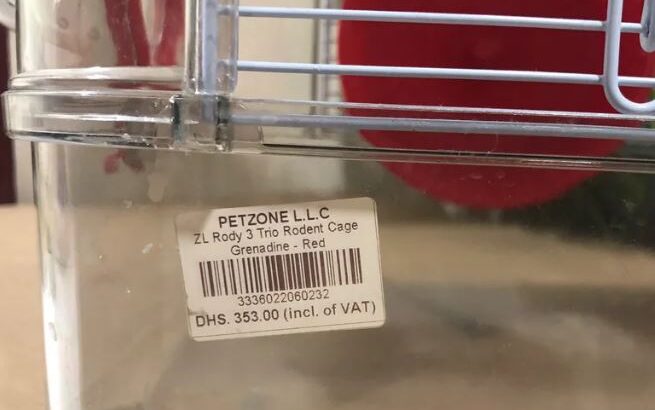 PETZONE L.L.C
ZL Rody 3 Trio Rodent Cage
Grenadine - Red
3336022060232
DHS. 353.00 (incl. of VAT)